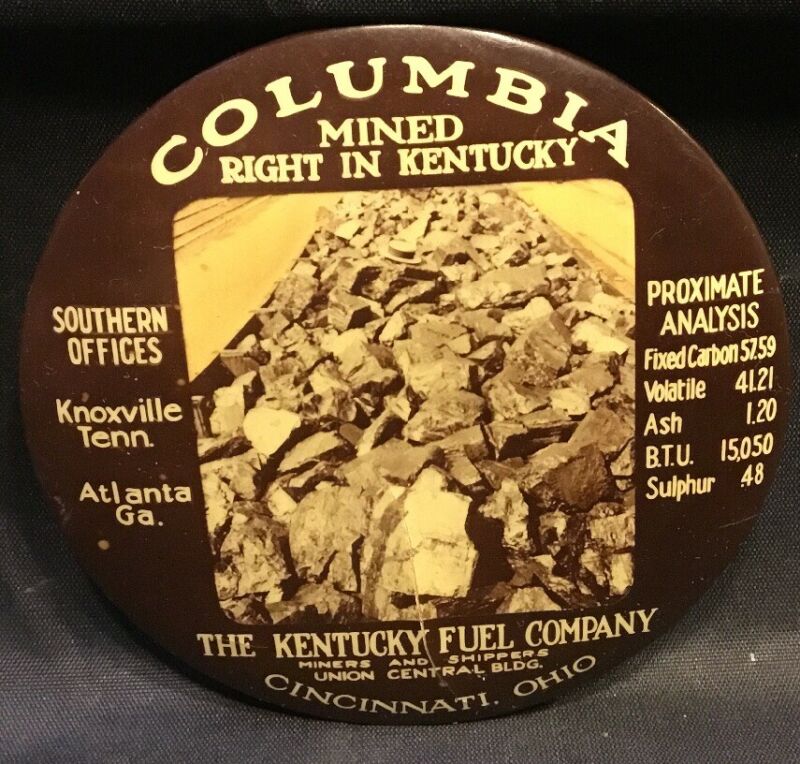 COLUMBIA
MINED
RIGHT IN KENTUCKY
SOUTHERN
OFFICES
Knoxville
Tenn.
Atlanta
Ga.
PROXIMATE
ANALYSIS
Fixed Carbon 57.59
Volatile 41.21
Ash 1.20
B.T.U. 15,050
Sulphur .48
THE KENTUCKY FUEL COMPANY
MINERS AND SHIPPERS
UNION CENTRAL BLDG.
CINCINNATI, OHIO